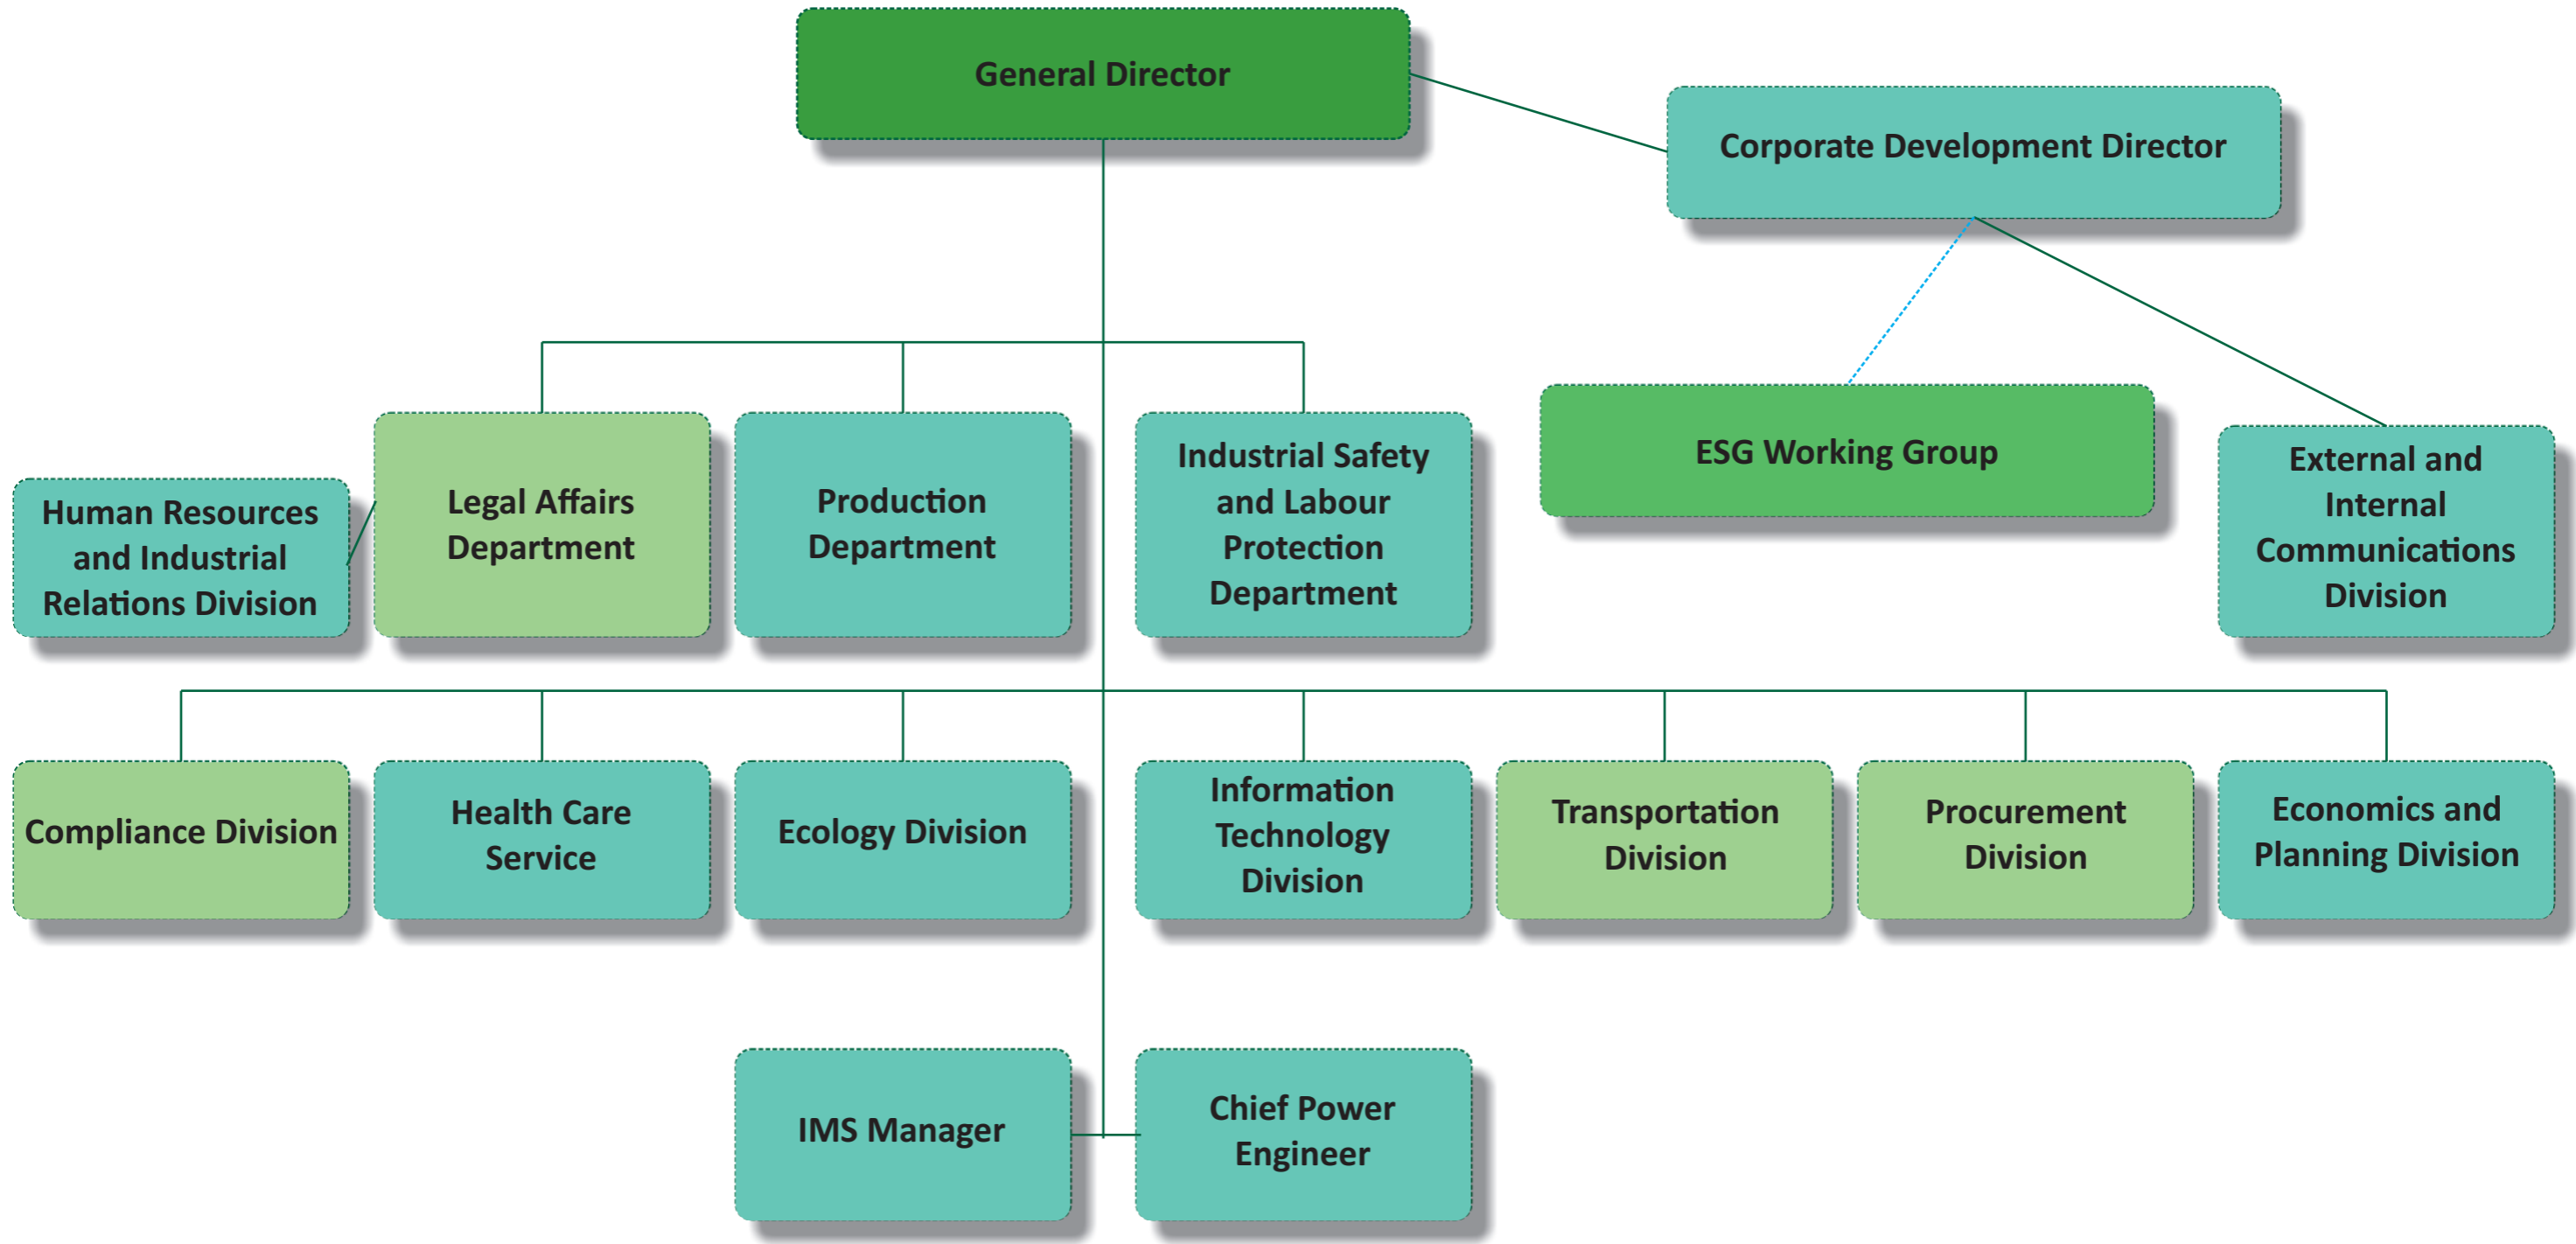 General Director
Corporate Development Director
Human Resources
and Industrial
Relations Division
Legal Affairs
Department
Production
Department
Industrial Safety
and Labour
Protection
Department
ESG Working Group
External and
Internal
Communications
Division
Compliance Division
Health Care
Service
Ecology Division
Information
Technology
Division
Transportation
Division
Procurement
Division
Economics and
Planning Division
IMS Manager
Chief Power
Engineer